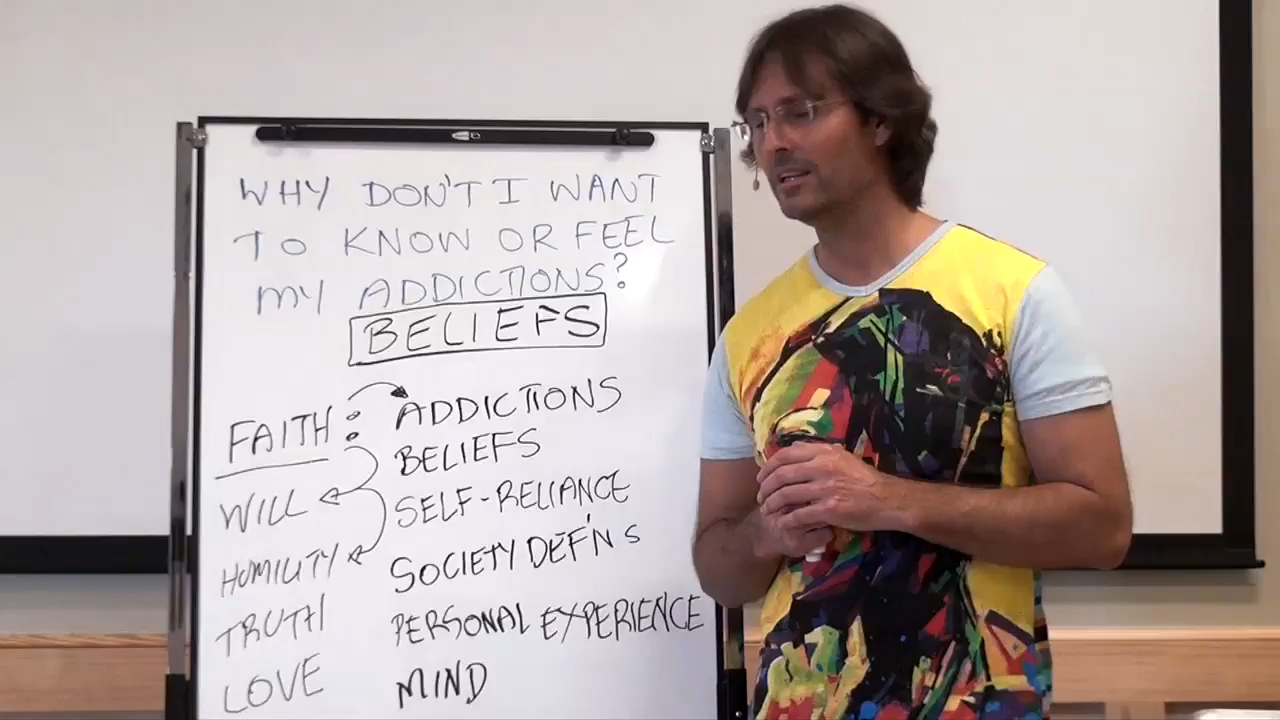 WHY DON'T I WANT
TO KNOW OR FEEL
MY ADDICTIONS?
BELIEFS
FAITH : ADDICTIONS
BELIEFS
WILL SELF-RELIANCE
HUMILITY SOCIETY DEF'NS
TRUTH PERSONAL EXPERIENCE
LOVE MIND